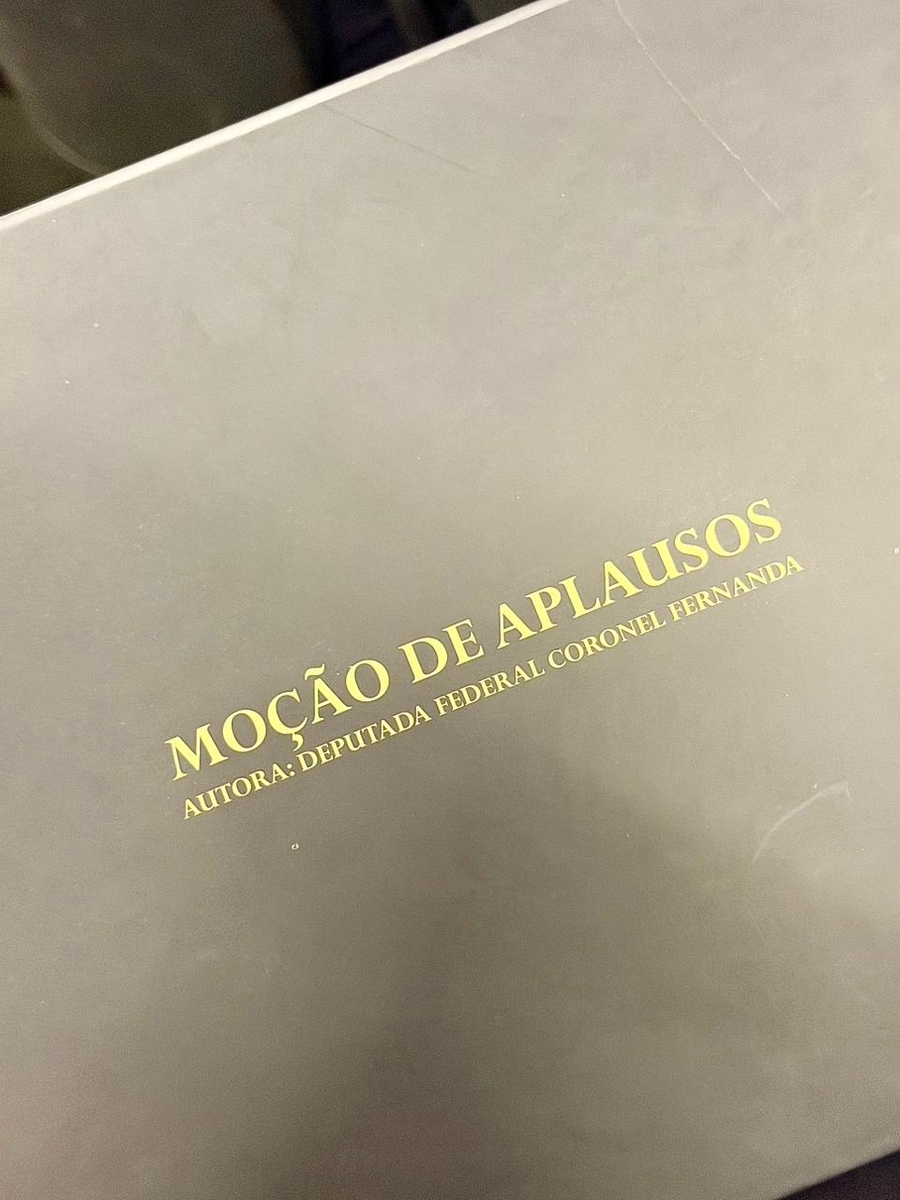 MOÇÃO DE APLAUSOS
AUTORA: DEPUTADA FEDERAL CORONEL FERNANDA